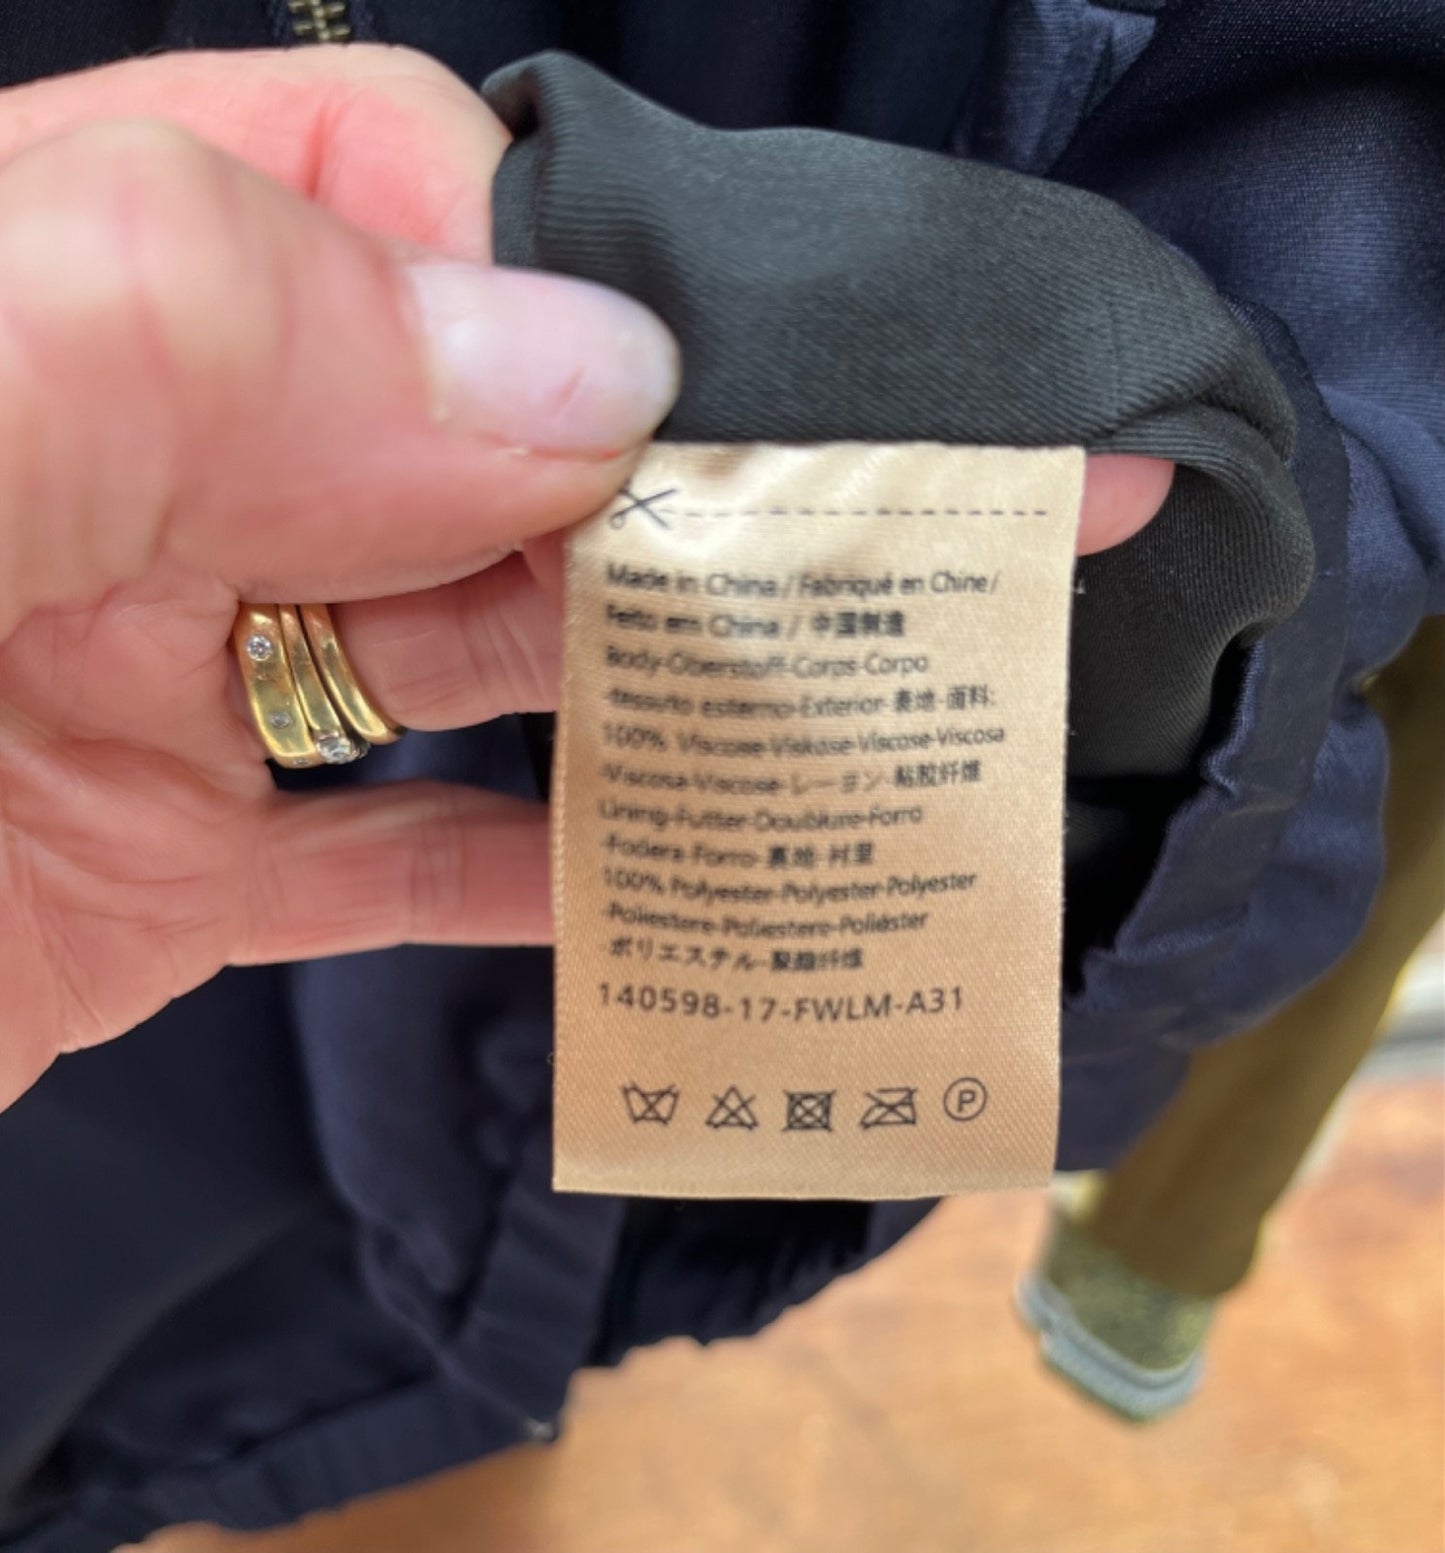 Made in China / Fabriqué en Chine /
Feito em China / 中国制造
Body-Oberstoff-Corps-Corpo
-tessuto esterno-Exterior-表地-面料:
100% Viscose-Viskose-Viscose-Viscosa
-Viscosa-Viscose-レーヨン-粘胶纤维
Lining-Futter-Doublure-Forro
-Fodera-Forro-裏地-衬里
100% Polyester-Polyester-Polyester
-Poliestere-Poliestere-Poliéster
-ポリエステル-聚酯纤维
140598-17-FWLM-A31
P